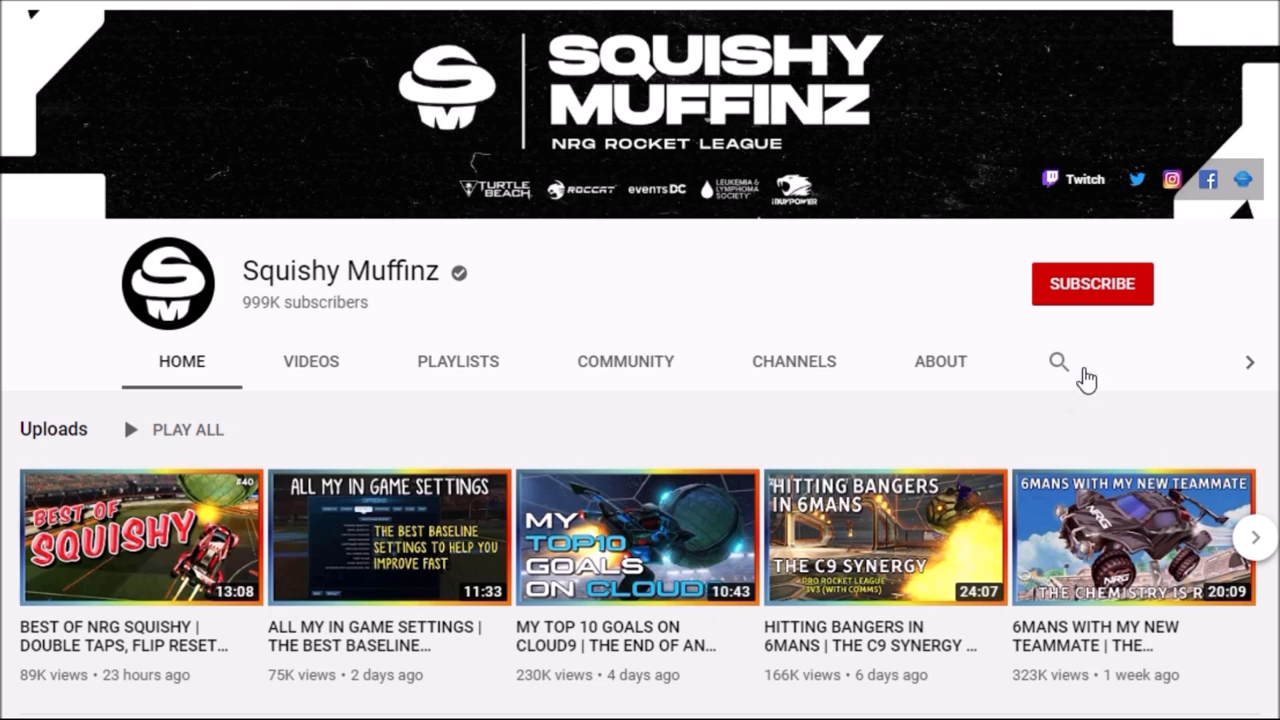 SQUISHY
MUFFINZ
NRG ROCKET LEAGUE
TURTLE BEACH
ROCCAT
eventsDC
LEUKEMIA &
LYMPHOMA
SOCIETY
iBUYPOWER
Twitch
Squishy Muffinz
999K subscribers
SUBSCRIBE
HOME
VIDEOS
PLAYLISTS
COMMUNITY
CHANNELS
ABOUT
Uploads
PLAY ALL
#40
BEST OF
SQUISHY
13:08
ALL MY IN GAME SETTINGS
THE BEST BASELINE
SETTINGS TO HELP YOU
IMPROVE FAST
11:33
MY
TOP10
GOALS
ON CLOUD
10:43
HITTING BANGERS
IN 6MANS
THE C9 SYNERGY
PRO ROCKET LEAGUE
3V3 (WITH COMMS)
24:07
6MANS WITH MY NEW TEAMMATE
NRG
NRG
THE CHEMISTRY IS R
20:09
BEST OF NRG SQUISHY |
DOUBLE TAPS, FLIP RESET...
89K views • 23 hours ago
ALL MY IN GAME SETTINGS |
THE BEST BASELINE...
75K views • 2 days ago
MY TOP 10 GOALS ON
CLOUD9 | THE END OF AN...
230K views • 4 days ago
HITTING BANGERS IN
6MANS | THE C9 SYNERGY ...
166K views • 6 days ago
6MANS WITH MY NEW
TEAMMATE | THE...
323K views • 1 week ago